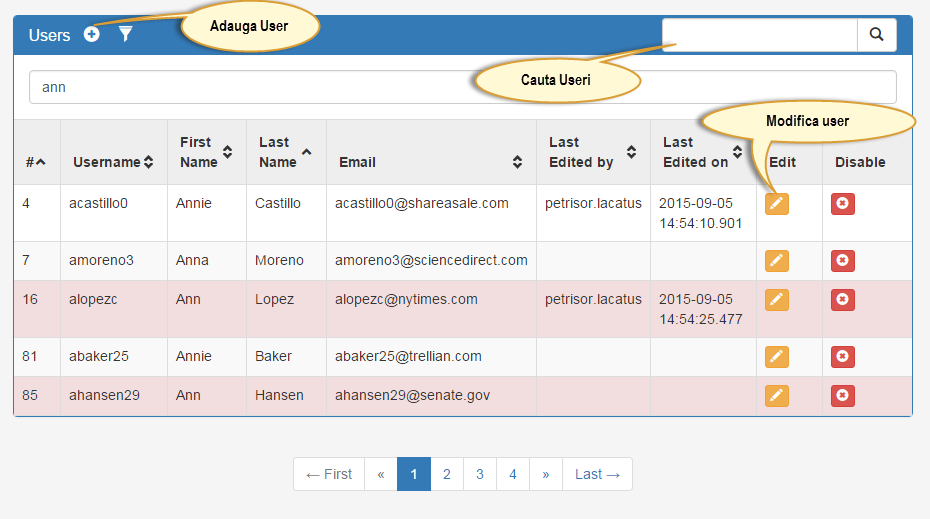 Adauga User
Users
Cauta Useri
ann
Modifica user
# Username First Name Last Name Email Last Edited by Last Edited on Edit Disable
4 acastillo0 Annie Castillo acastillo0@shareasale.com petrisor.lacatus 2015-09-05
14:54:10.901
7 amoreno3 Anna Moreno amoreno3@sciencedirect.com
16 alopezc Ann Lopez alopezc@nytimes.com petrisor.lacatus 2015-09-05
14:54:25.477
81 abaker25 Annie Baker abaker25@trellian.com
85 ahansen29 Ann Hansen ahansen29@senate.gov
← First « 1 2 3 4 » Last →